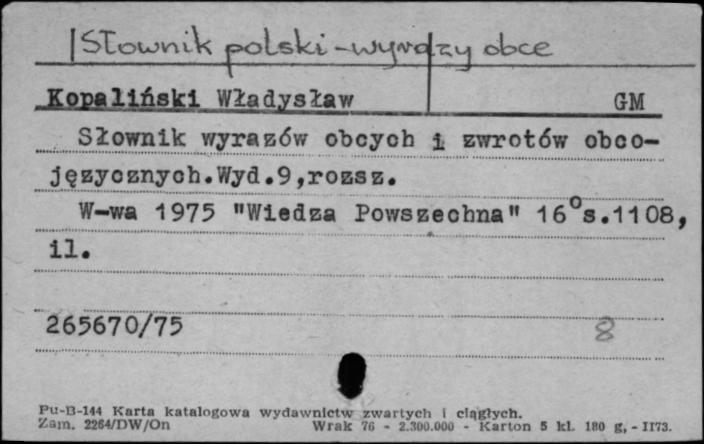 Słownik polski - wyrazy obce
Kopaliński Władysław GM
Słownik wyrazów obcych i zwrotów obco-
języcznych.Wyd.9,rozsz.
W-wa 1975 "Wiedza Powszechna" 16°s.1108,
il.
265670/75 8
Pu-B-144 Karta katalogowa wydawnictw zwartych i ciągłych.
Zam. 2264/DW/On Wrak 76 - 2.300.000 - Karton 5 kl. 180 g, - II73.